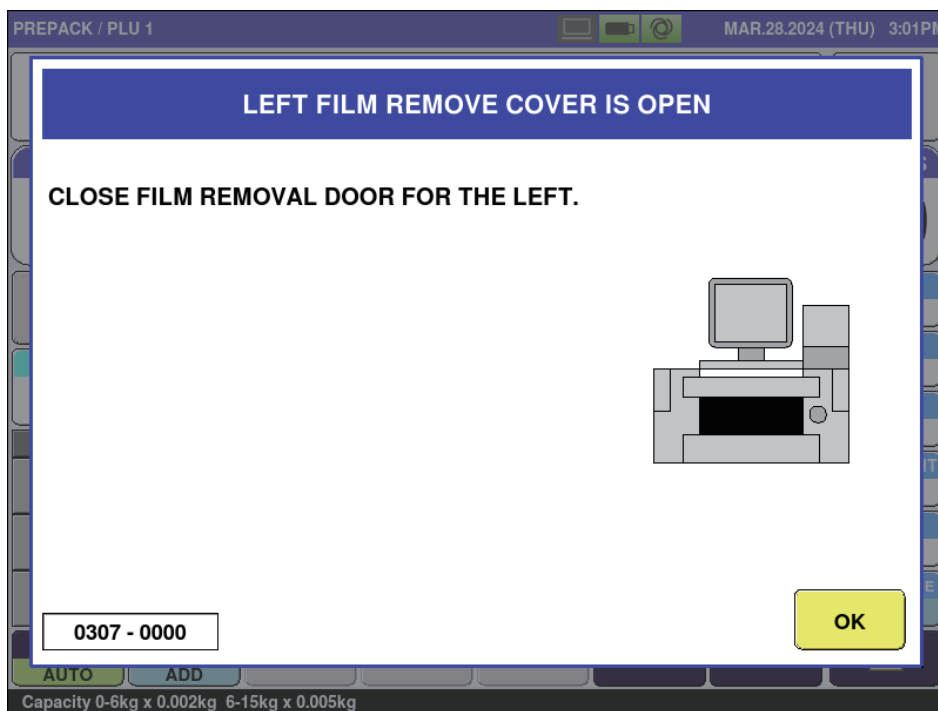 PREPACK / PLU 1
MAR.28.2024 (THU) 3:01PM
LEFT FILM REMOVE COVER IS OPEN
CLOSE FILM REMOVAL DOOR FOR THE LEFT.
0307 - 0000
OK
AUTO
ADD
Capacity 0-6kg x 0.002kg 6-15kg x 0.005kg